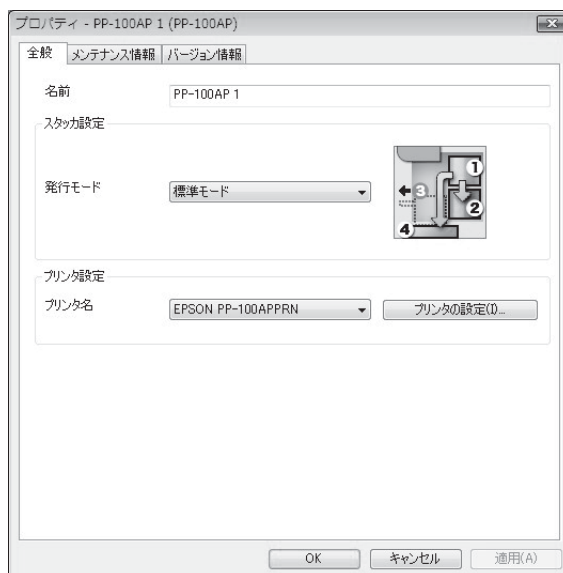 プロパティ - PP-100AP 1 (PP-100AP)
全般 メンテナンス情報 バージョン情報
名前 PP-100AP 1
スタッカ設定
発行モード 標準モード
1
3
2
4
プリンタ設定
プリンタ名 EPSON PP-100APPRN プリンタの設定(I)...
OK キャンセル 適用(A)